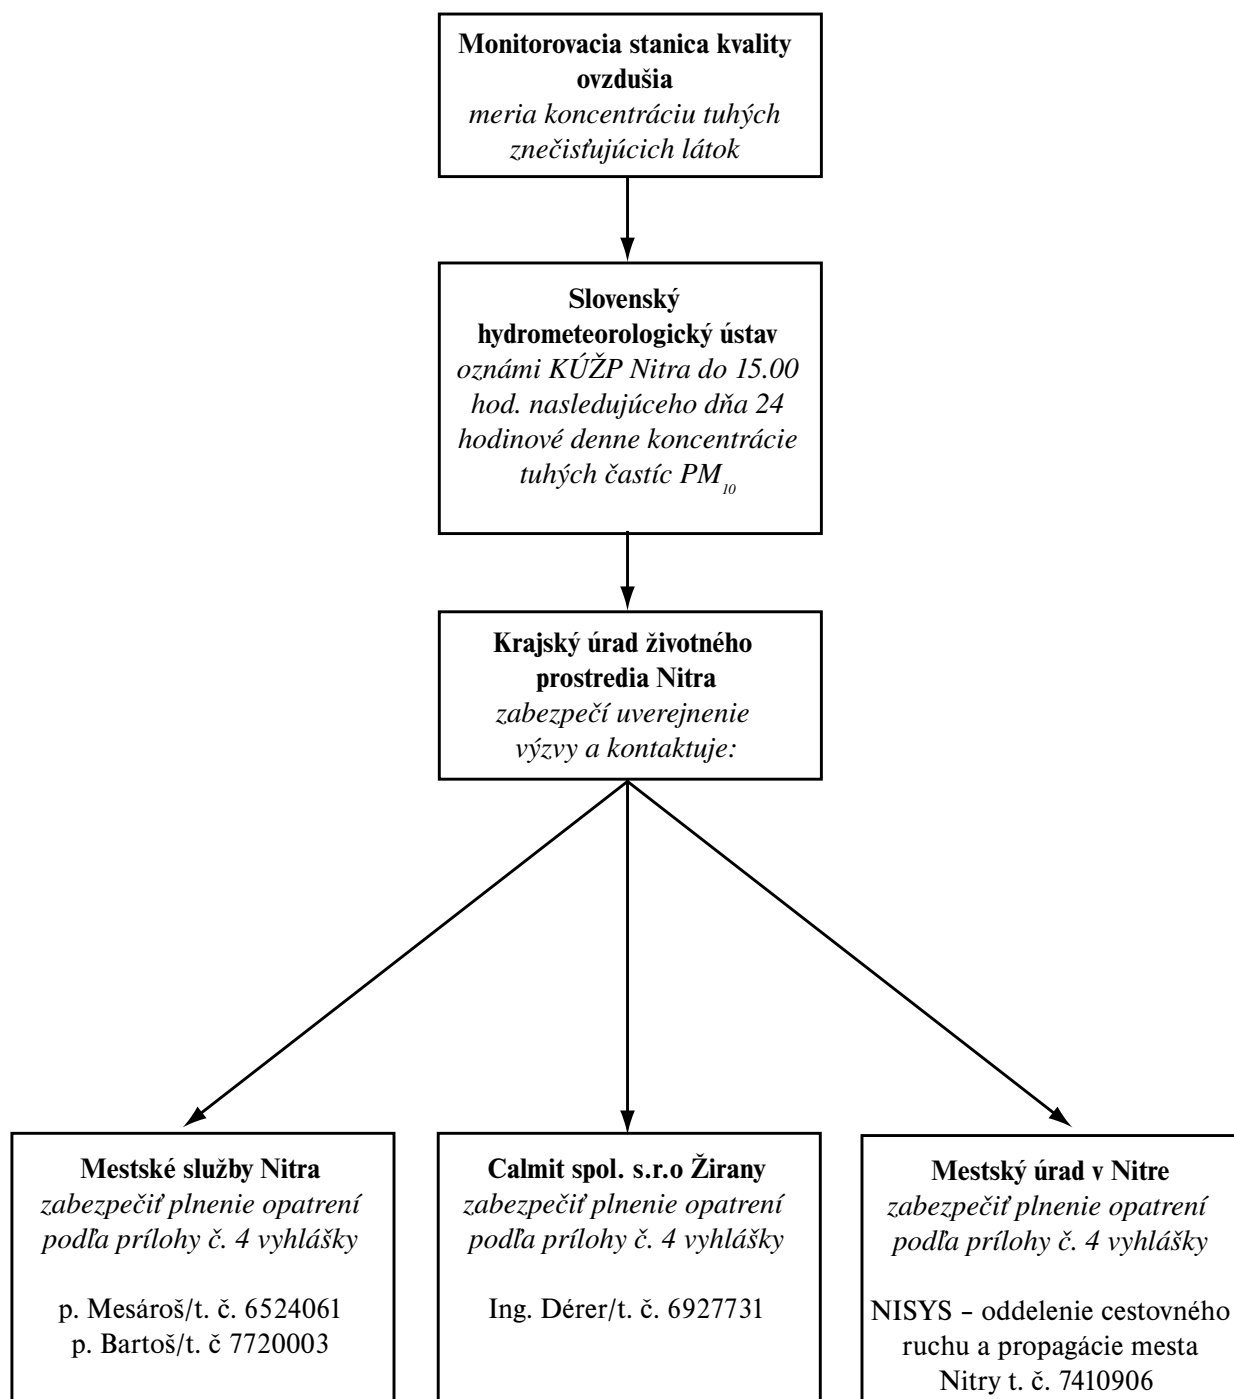 Monitorovacia stanica kvality
ovzdušia
meria koncentráciu tuhých
znečisťujúcich látok
Slovenský
hydrometeorologický ústav
oznámi KÚŽP Nitra do 15.00
hod. nasledujúceho dňa 24
hodinové denne koncentrácie
tuhých častíc PM10
Krajský úrad životného
prostredia Nitra
zabezpečí uverejnenie
výzvy a kontaktuje:
Mestské služby Nitra
zabezpečiť plnenie opatrení
podľa prílohy č. 4 vyhlášky
p. Mesároš/t. č. 6524061
p. Bartoš/t. č 7720003
Calmit spol. s.r.o Žirany
zabezpečiť plnenie opatrení
podľa prílohy č. 4 vyhlášky
Ing. Dérer/t. č. 6927731
Mestský úrad v Nitre
zabezpečiť plnenie opatrení
podľa prílohy č. 4 vyhlášky
NISYS – oddelenie cestovného
ruchu a propagácie mesta
Nitry t. č. 7410906